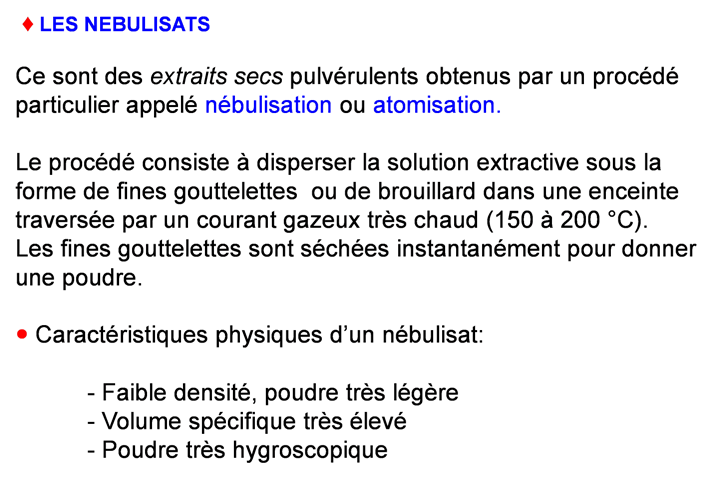 ♦ LES NEBULISATS
Ce sont des extraits secs pulvérulents obtenus par un procédé
particulier appelé nébulisation ou atomisation.
Le procédé consiste à disperser la solution extractive sous la
forme de fines gouttelettes ou de brouillard dans une enceinte
traversée par un courant gazeux très chaud (150 à 200 °C).
Les fines gouttelettes sont séchées instantanément pour donner
une poudre.
• Caractéristiques physiques d’un nébulisat:
- Faible densité, poudre très légère
- Volume spécifique très élevé
- Poudre très hygroscopique